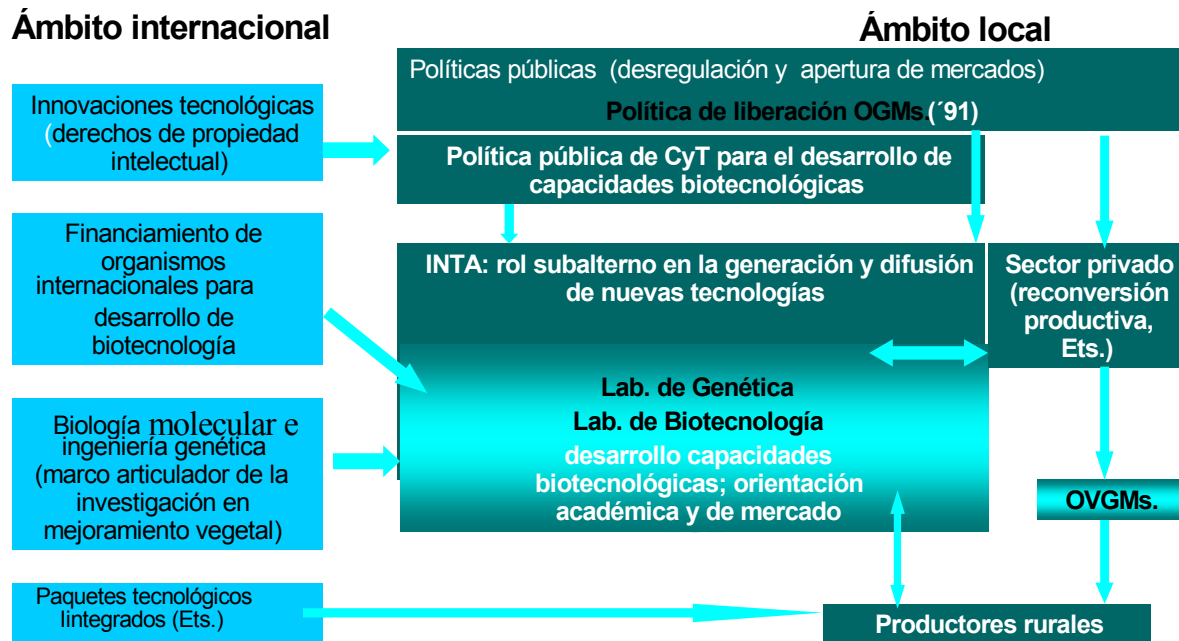 Ámbito internacional
Ámbito local
Innovaciones tecnológicas
(derechos de propiedad
intelectual)
Financiamiento de
organismos
internacionales para
desarrollo de
biotecnología
Biología molecular e
ingeniería genética
(marco articulador de la
investigación en
mejoramiento vegetal)
Paquetes tecnológicos
lintegrados (Ets.)
Políticas públicas (desregulación y apertura de mercados)
Política de liberación OGMs.(´91)
Política pública de CyT para el desarrollo de
capacidades biotecnológicas
INTA: rol subalterno en la generación y difusión
de nuevas tecnologías
Lab. de Genética
Lab. de Biotecnología
desarrollo capacidades
biotecnológicas; orientación
académica y de mercado
Sector privado
(reconversión
productiva,
Ets.)
OVGMs.
Productores rurales